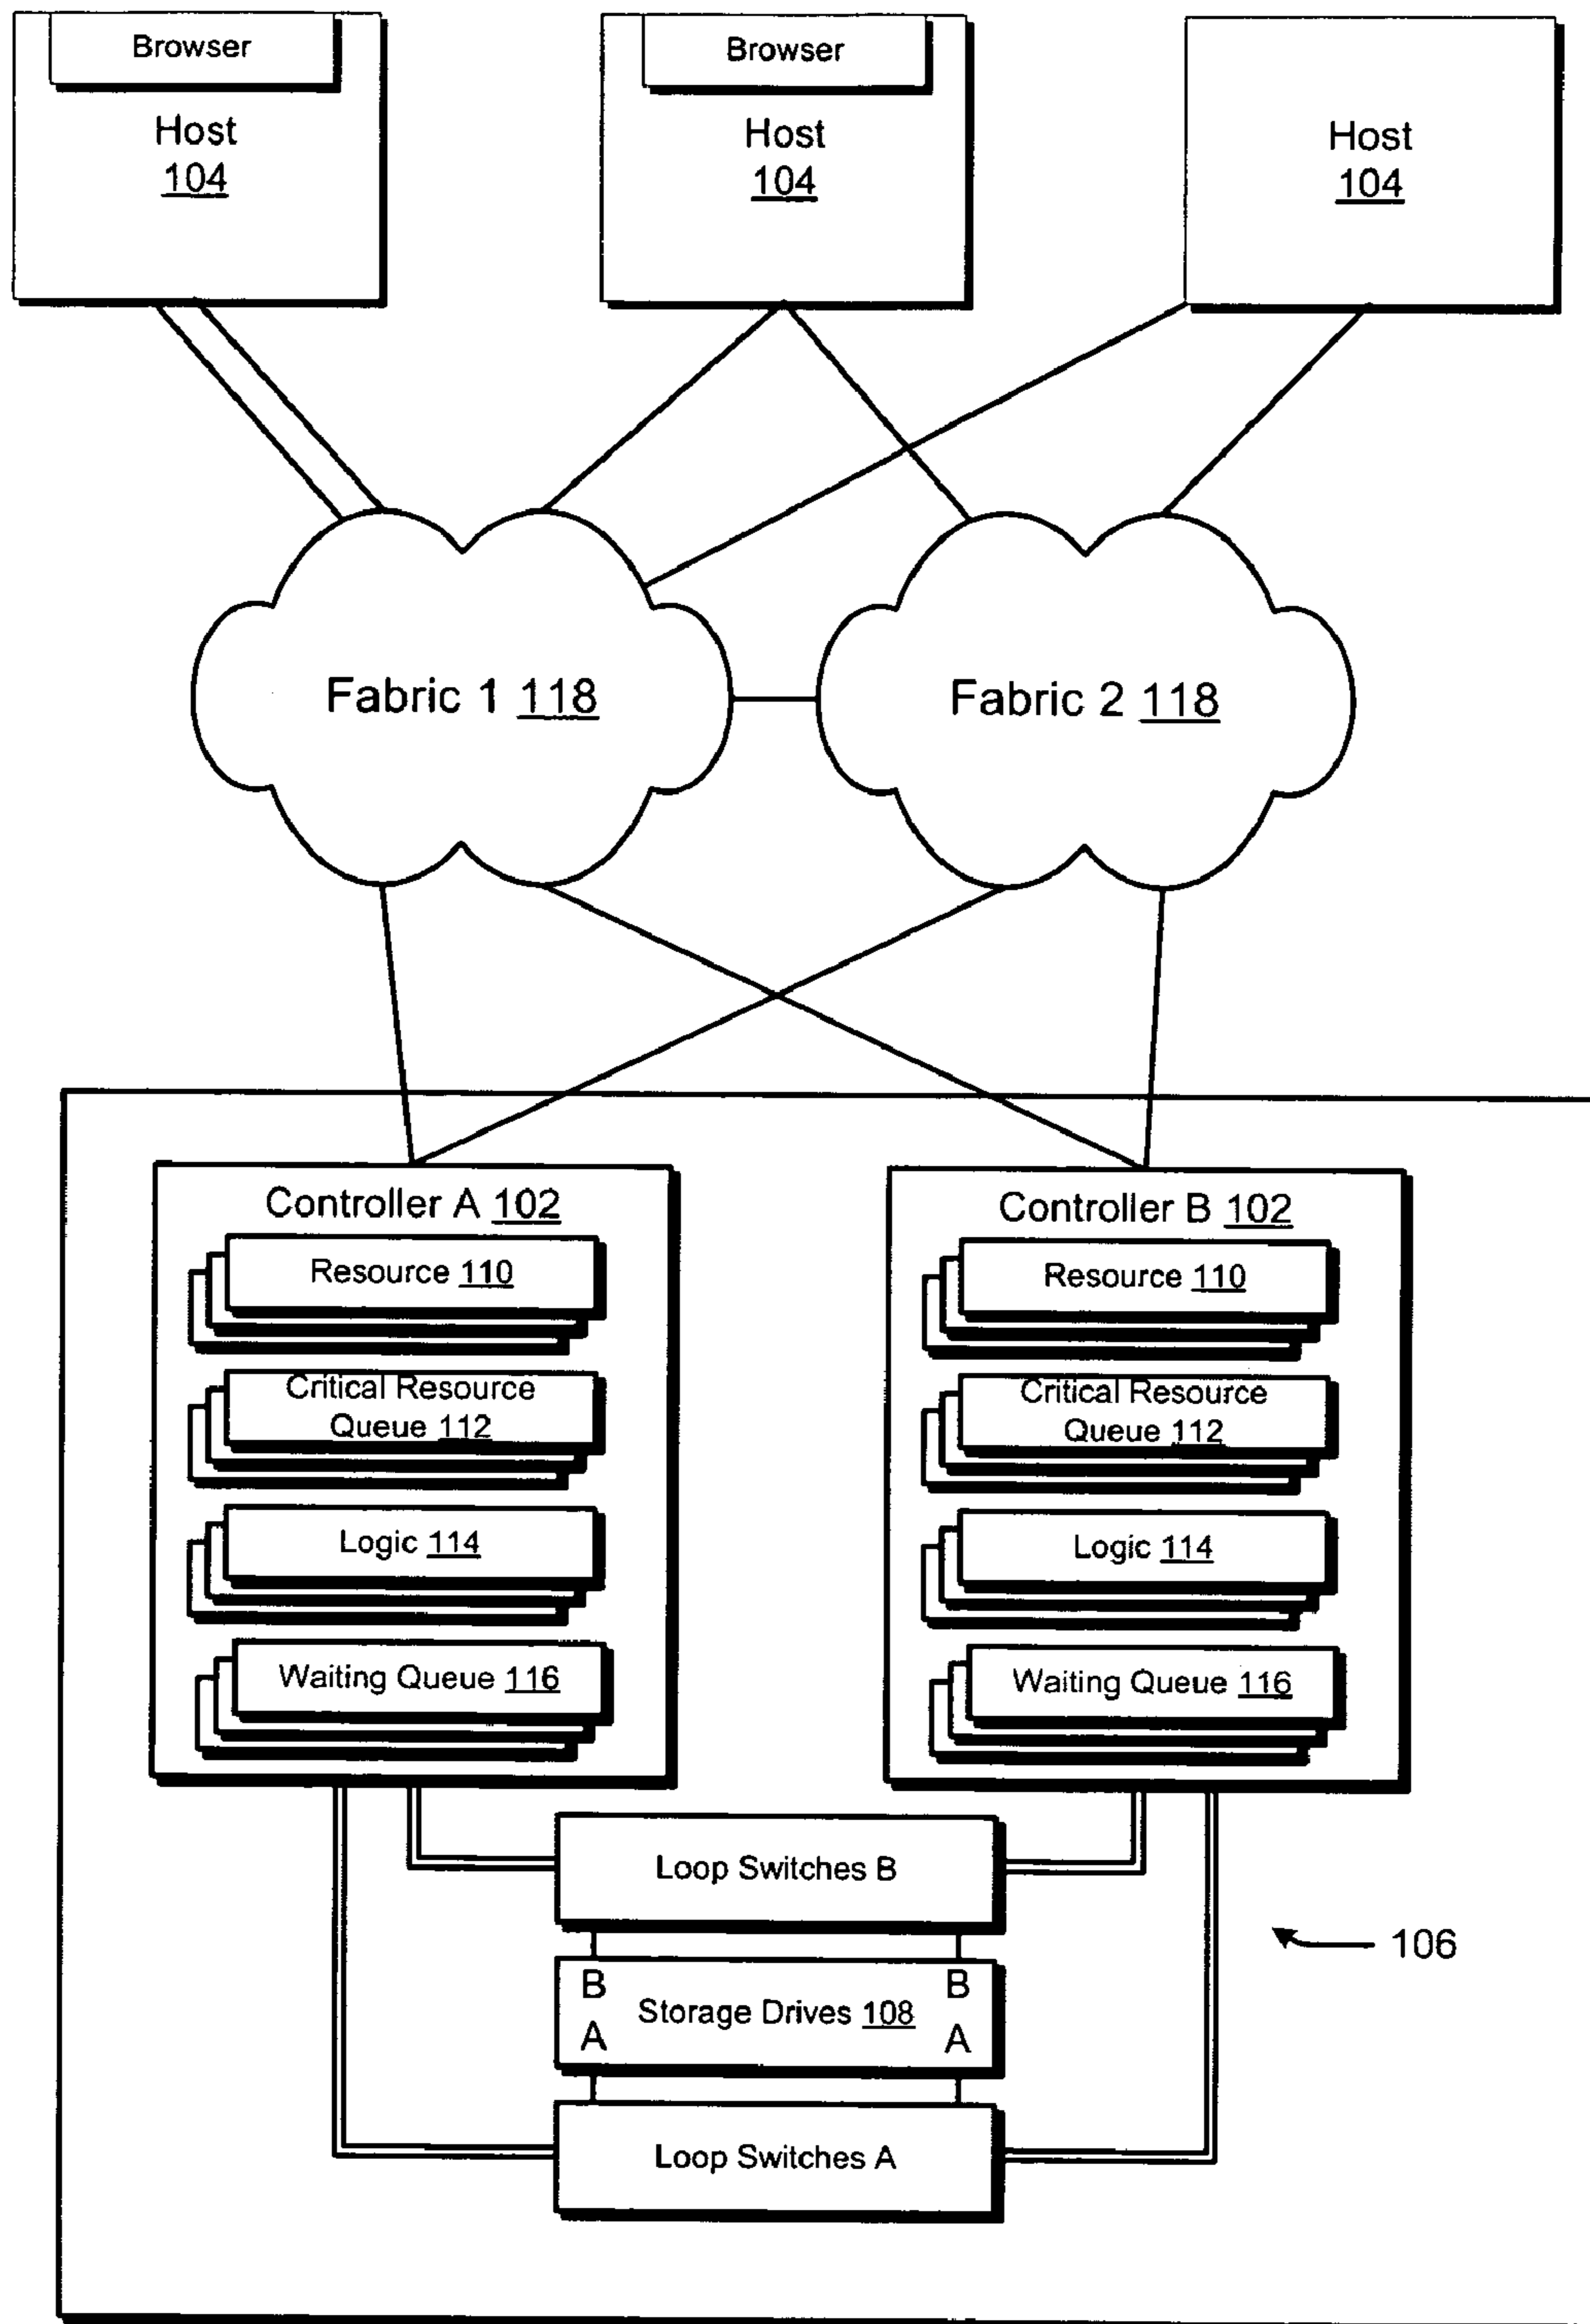 Browser
Host
104
Browser
Host
104
Host
104
Fabric 1 118
Fabric 2 118
Controller A 102
Resource 110
Critical Resource
Queue 112
Logic 114
Waiting Queue 116
Controller B 102
Resource 110
Critical Resource
Queue 112
Logic 114
Waiting Queue 116
Loop Switches B
106
B B
Storage Drives 108
A A
Loop Switches A